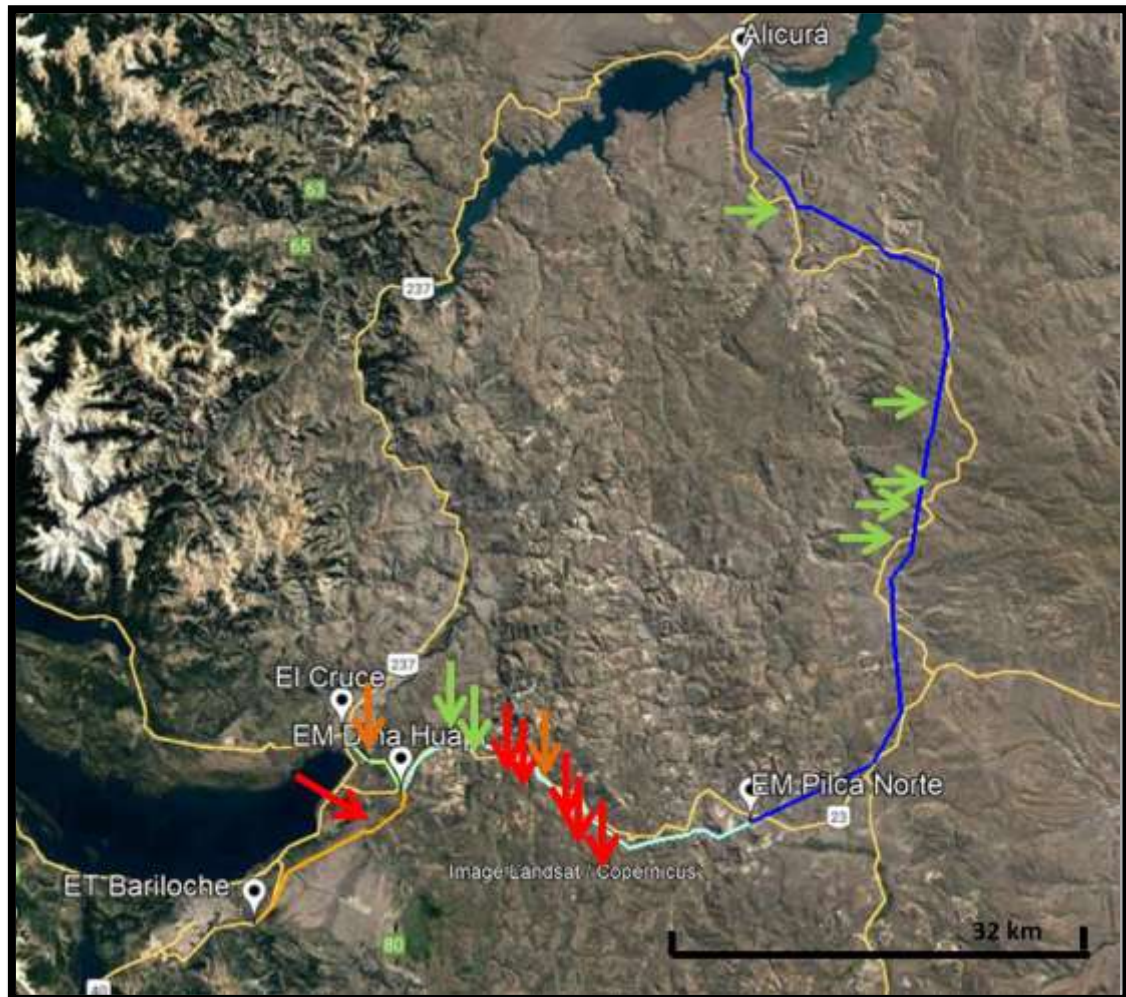 Alicurá
63
65
237
237
El Cruce
EM Dina Huapi
EM Pilca Norte
23
Image Landsat / Copernicus
ET Bariloche
80
32 km
40